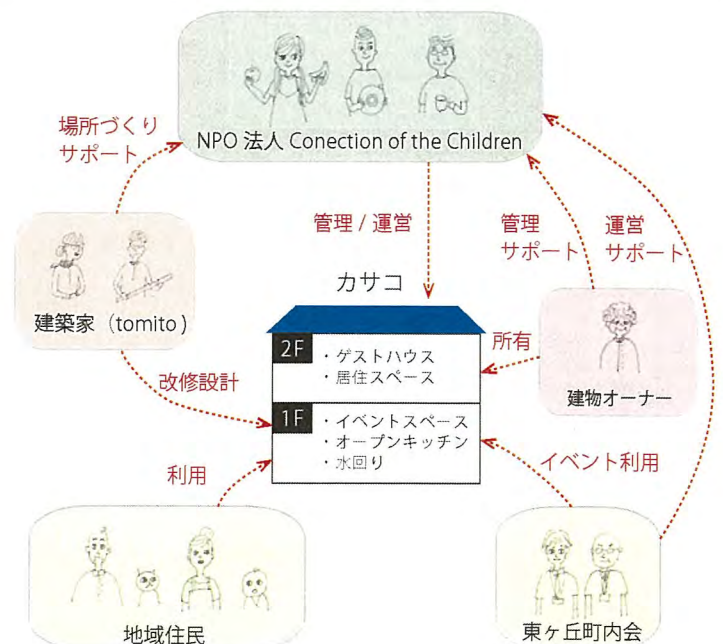 NPO 法人 Conection of the Children
場所づくり
サポート
管理 / 運営
管理
サポート
運営
サポート
建築家（tomito）
カサコ
2F
・ゲストハウス
・居住スペース
所有
建物オーナー
改修設計
1F
・イベントスペース
・オープンキッチン
・水回り
利用
イベント利用
地域住民
東ヶ丘町内会